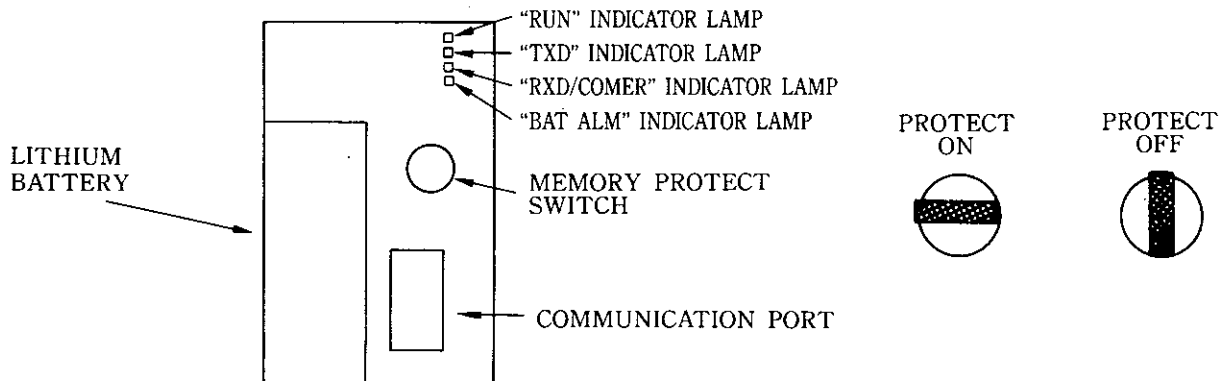 “RUN” INDICATOR LAMP
“TXD” INDICATOR LAMP
“RXD/COMER” INDICATOR LAMP
“BAT ALM” INDICATOR LAMP
LITHIUM
BATTERY
MEMORY PROTECT
SWITCH
COMMUNICATION PORT
PROTECT
ON
PROTECT
OFF